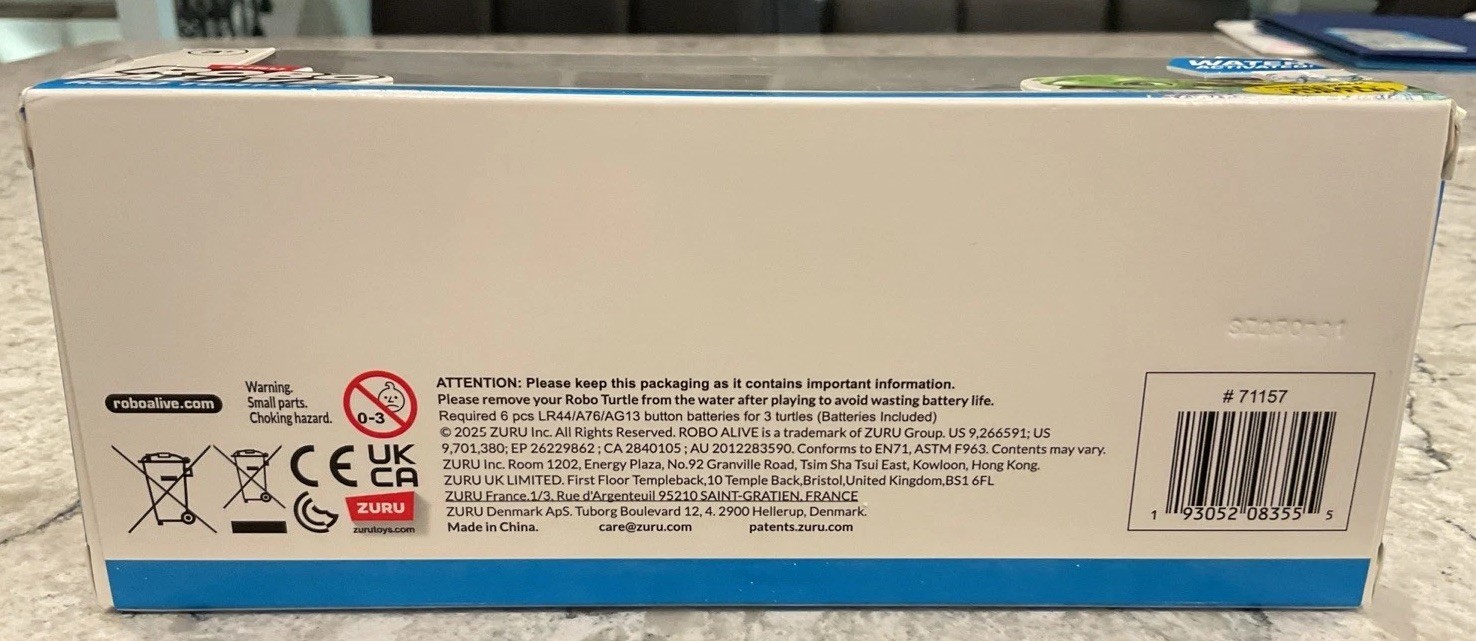 WATER
ACTIVATED
roboalive.com
Warning.
Small parts.
Choking hazard.
0-3
UK
CA
CE
ZURU
zurutoys.com
ATTENTION: Please keep this packaging as it contains important information.
Please remove your Robo Turtle from the water after playing to avoid wasting battery life.
Required 6 pcs LR44/A76/AG13 button batteries for 3 turtles (Batteries Included)
© 2025 ZURU Inc. All Rights Reserved. ROBO ALIVE is a trademark of ZURU Group. US 9,266591; US
9,701,380; EP 26229862 ; CA 2840105 ; AU 2012283590. Conforms to EN71, ASTM F963. Contents may vary.
ZURU Inc. Room 1202, Energy Plaza, No.92 Granville Road, Tsim Sha Tsui East, Kowloon, Hong Kong.
ZURU UK LIMITED. First Floor Templeback,10 Temple Back,Bristol,United Kingdom,BS1 6FL
ZURU France.1/3. Rue d'Argenteuil 95210 SAINT-GRATIEN. FRANCE
ZURU Denmark ApS. Tuborg Boulevard 12, 4. 2900 Hellerup, Denmark.
Made in China. care@zuru.com patents.zuru.com
# 71157
1 93052 08355 5